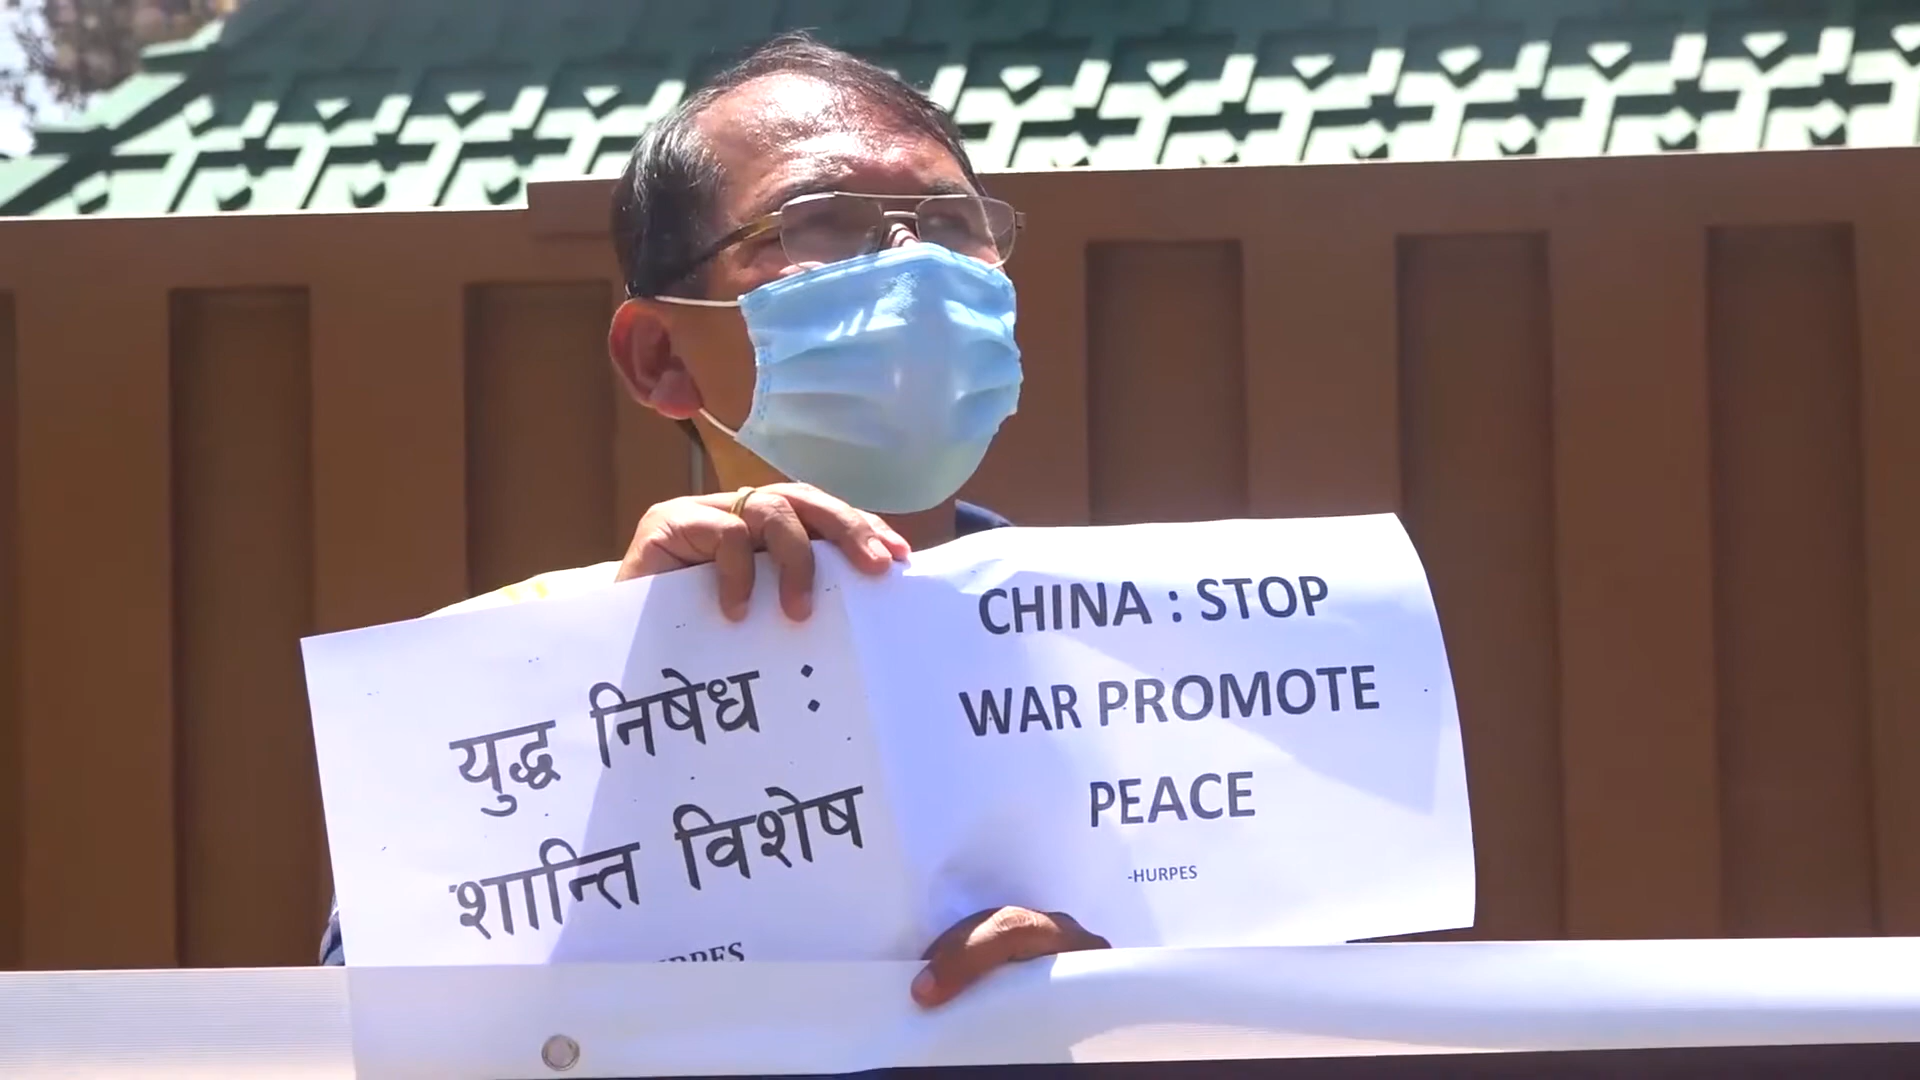 युद्ध निषेध :
शान्ति विशेष
CHINA : STOP
WAR PROMOTE
PEACE
-HURPES